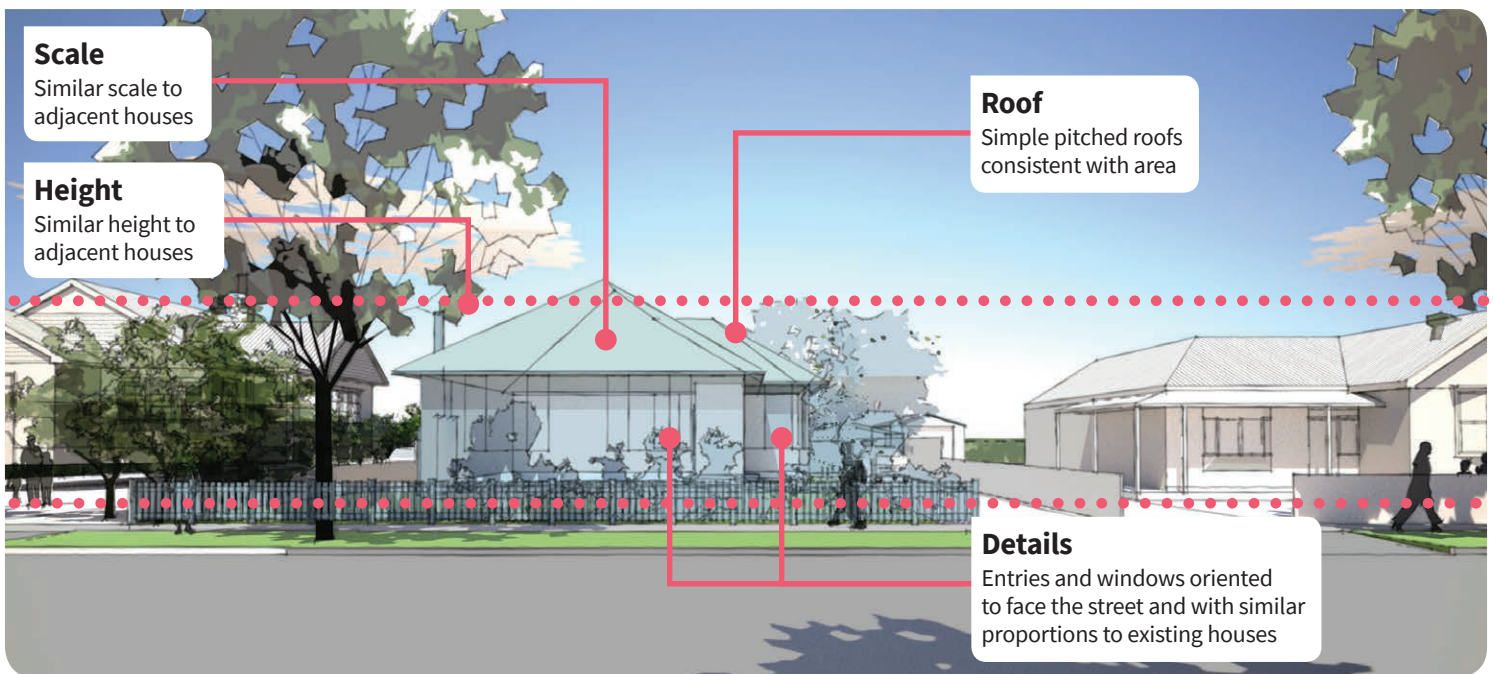 Scale
Similar scale to
adjacent houses
Height
Similar height to
adjacent houses
Roof
Simple pitched roofs
consistent with area
Details
Entries and windows oriented
to face the street and with similar
proportions to existing houses